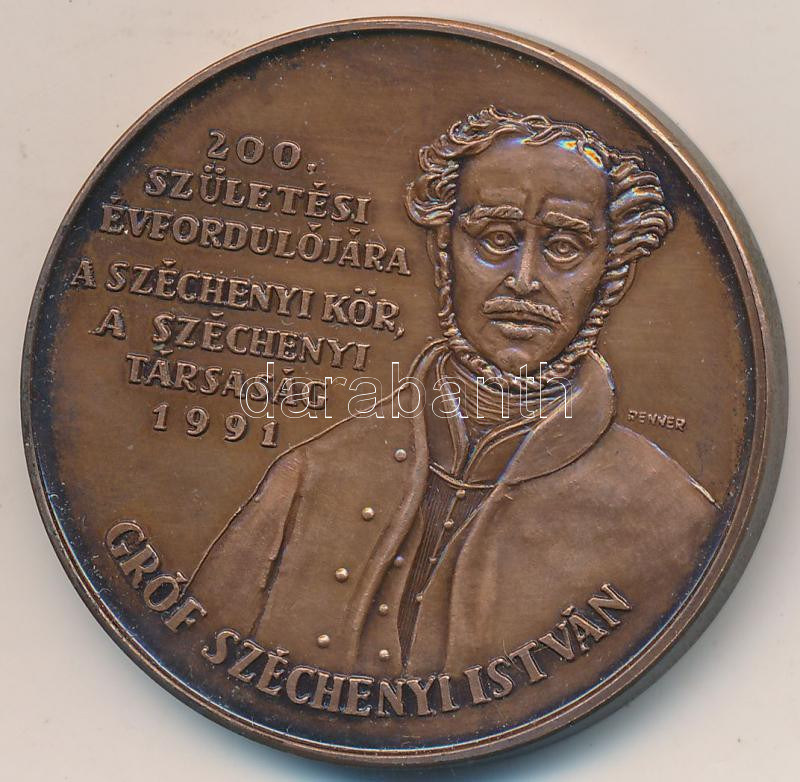 200.
SZÜLETÉSI
ÉVFORDULÓJÁRA
A SZÉCHENYI KÖR,
A SZÉCHENYI
TÁRSASÁG
1991
RENNER
GRÓF SZÉCHENYI ISTVÁN
darabanth